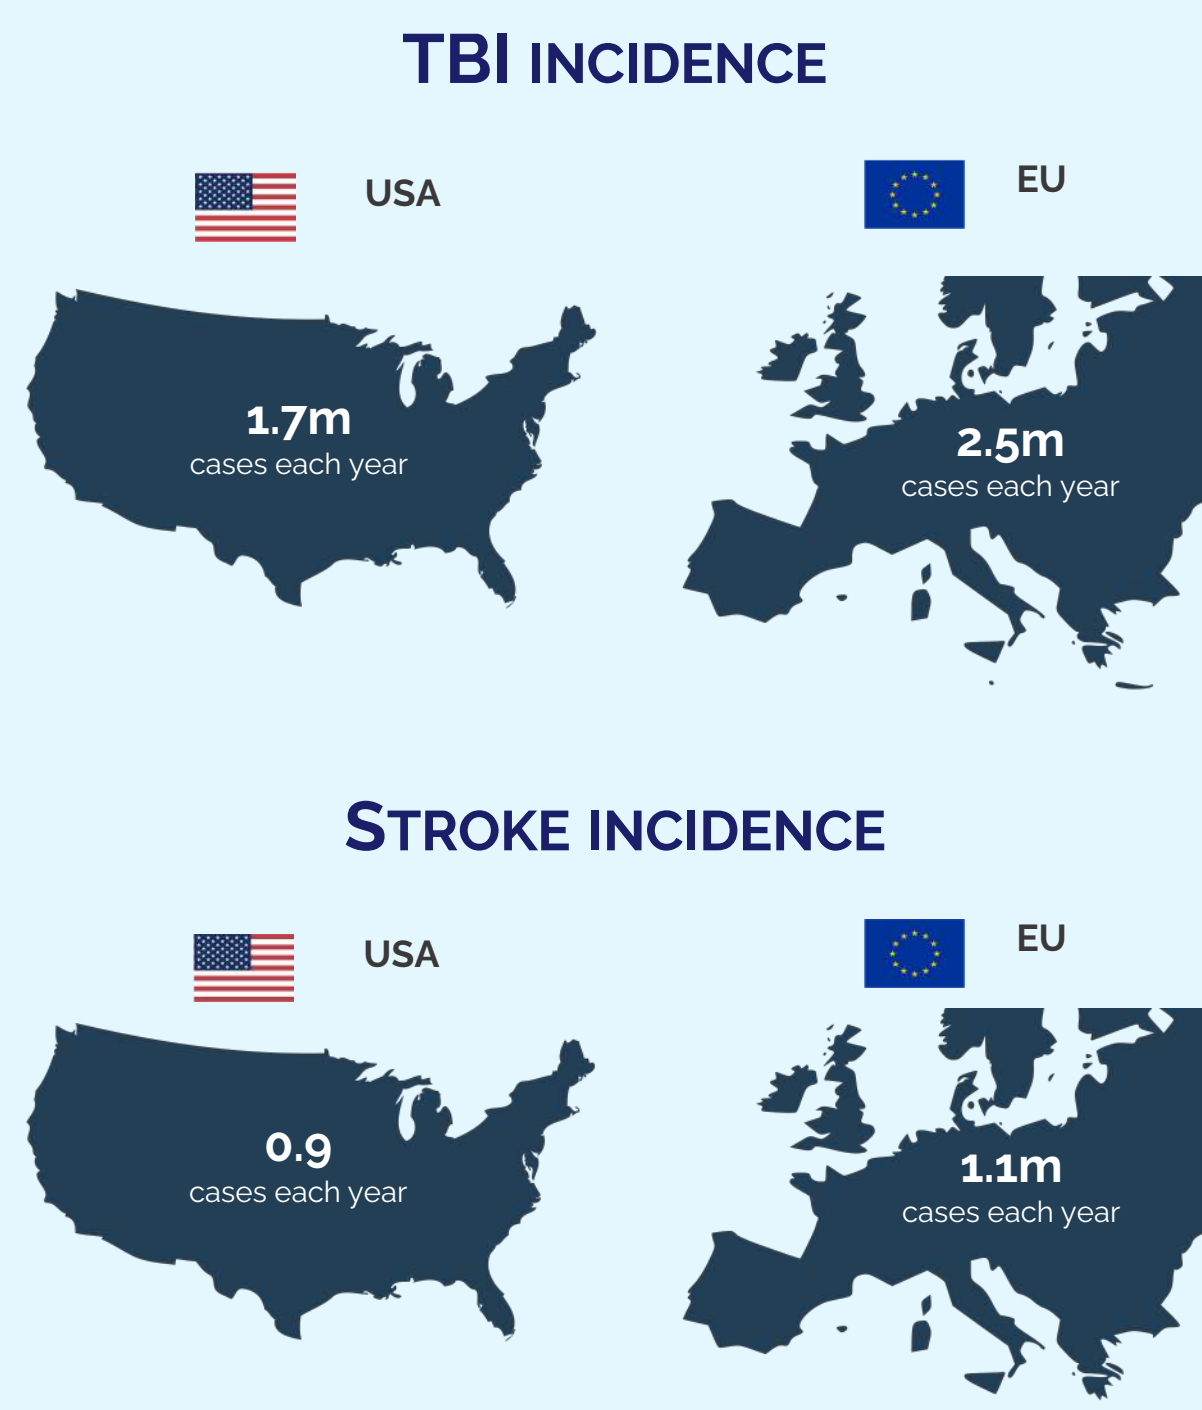 TBI INCIDENCE
USA
EU
1.7m
cases each year
2.5m
cases each year
STROKE INCIDENCE
USA
EU
0.9
cases each year
1.1m
cases each year